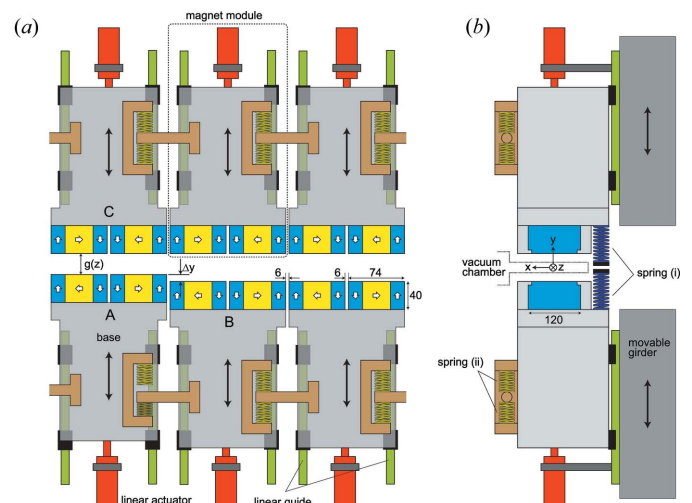 (a)
magnet module
(b)
C
g(z)
Δy
6
6
74
40
A
B
base
linear actuator
linear guide
y
x
z
vacuum
chamber
spring (i)
120
movable
girder
spring (ii)